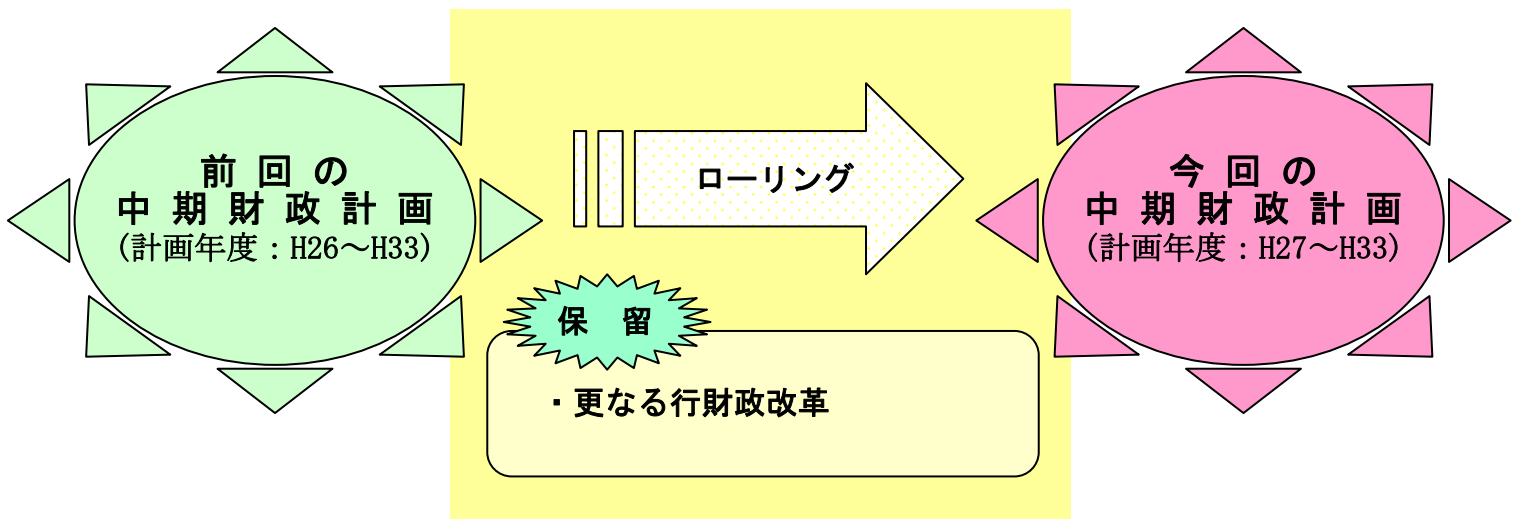 前回の
中期財政計画
(計画年度：H26～H33)
ローリング
保　留
・更なる行財政改革
今回の
中期財政計画
(計画年度：H27～H33)